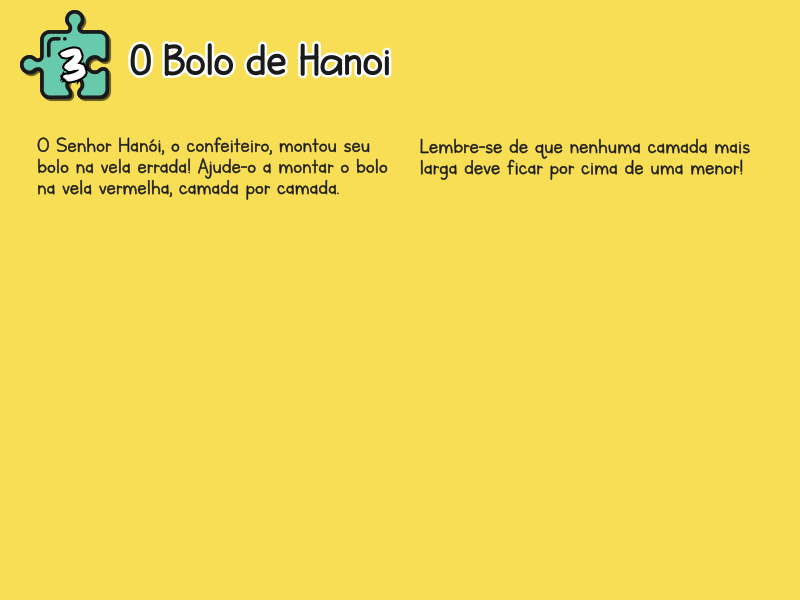 3
O Bolo de Hanoi
O Senhor Hanói, o confeiteiro, montou seu
bolo na vela errada! Ajude-o a montar o bolo
na vela vermelha, camada por camada.
Lembre-se de que nenhuma camada mais
larga deve ficar por cima de uma menor!